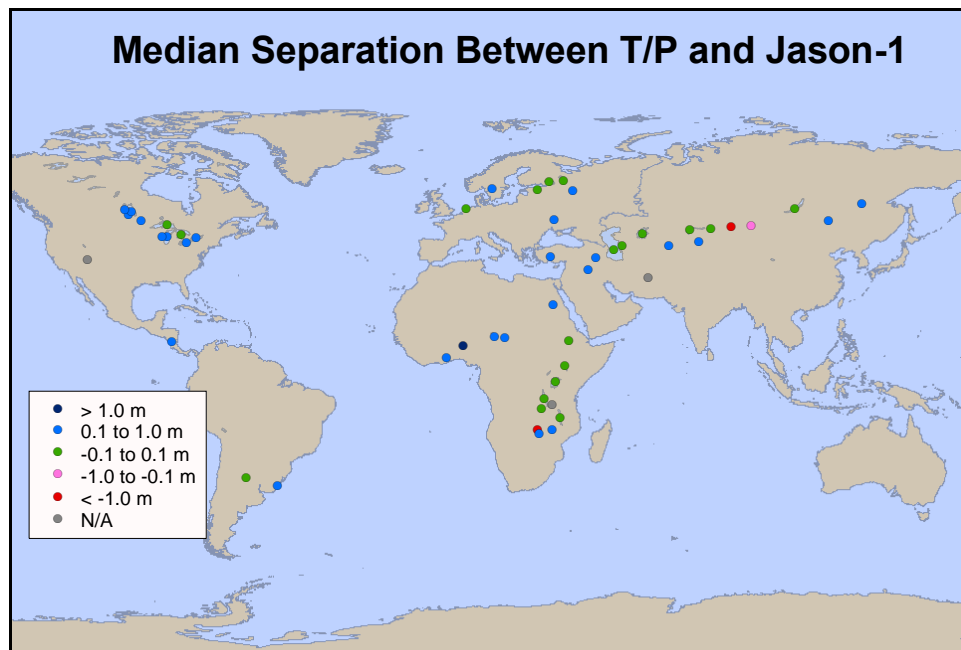 Median Separation Between T/P and Jason-1
> 1.0 m
0.1 to 1.0 m
-0.1 to 0.1 m
-1.0 to -0.1 m
< -1.0 m
N/A